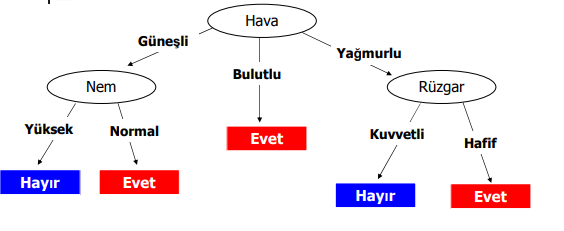 Hava
Güneşli
Bulutlu
Yağmurlu
Nem
Rüzgar
Yüksek
Normal
Evet
Kuvvetli
Hafif
Hayır
Evet
Hayır
Evet